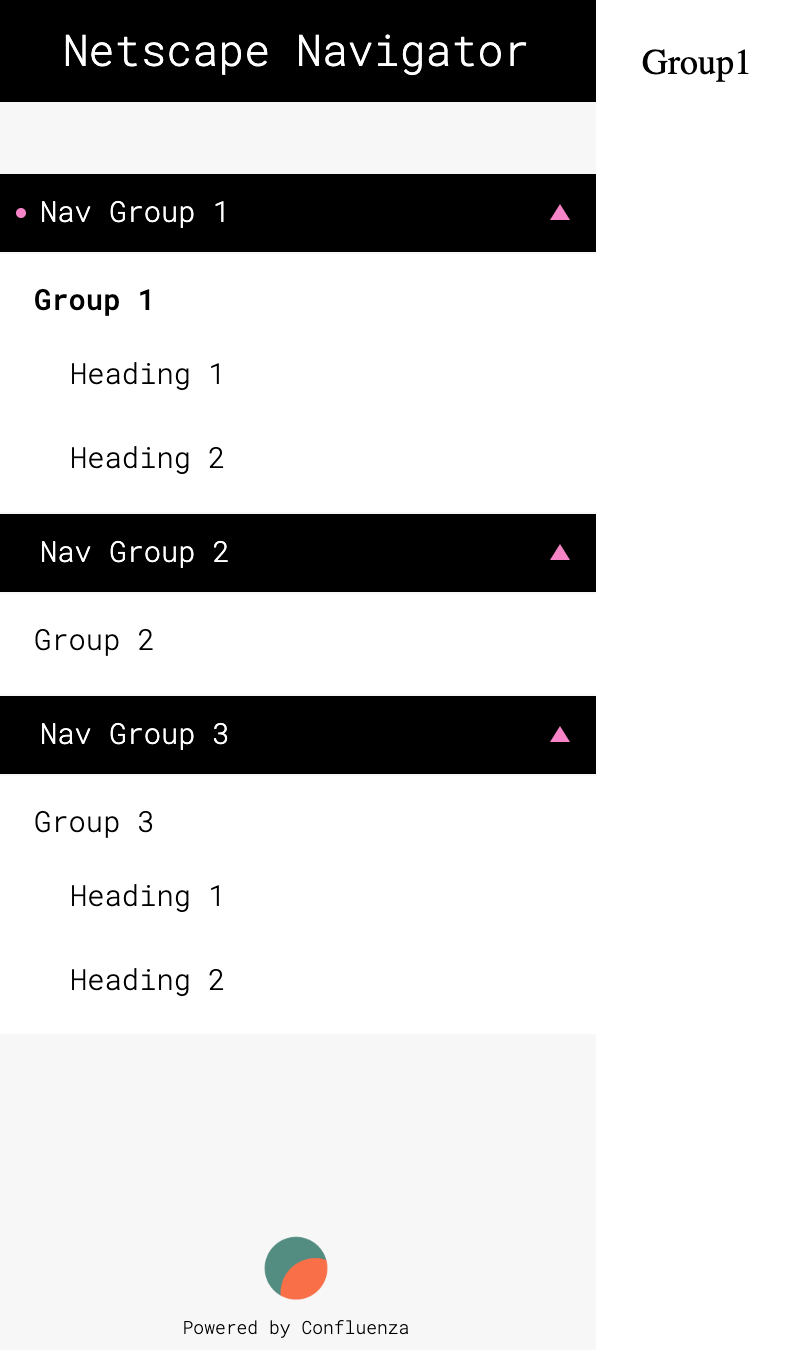 Netscape Navigator
Group1
Nav Group 1
Group 1
Heading 1
Heading 2
Nav Group 2
Group 2
Nav Group 3
Group 3
Heading 1
Heading 2
Powered by Confluenza